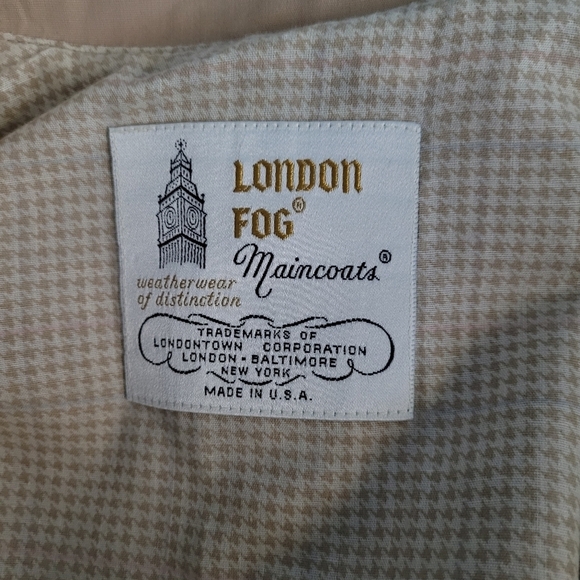 LONDON
FOG®
Maincoats®
weatherwear
of distinction
TRADEMARKS OF
LONDONTOWN CORPORATION
LONDON - BALTIMORE
NEW YORK
MADE IN U.S.A.